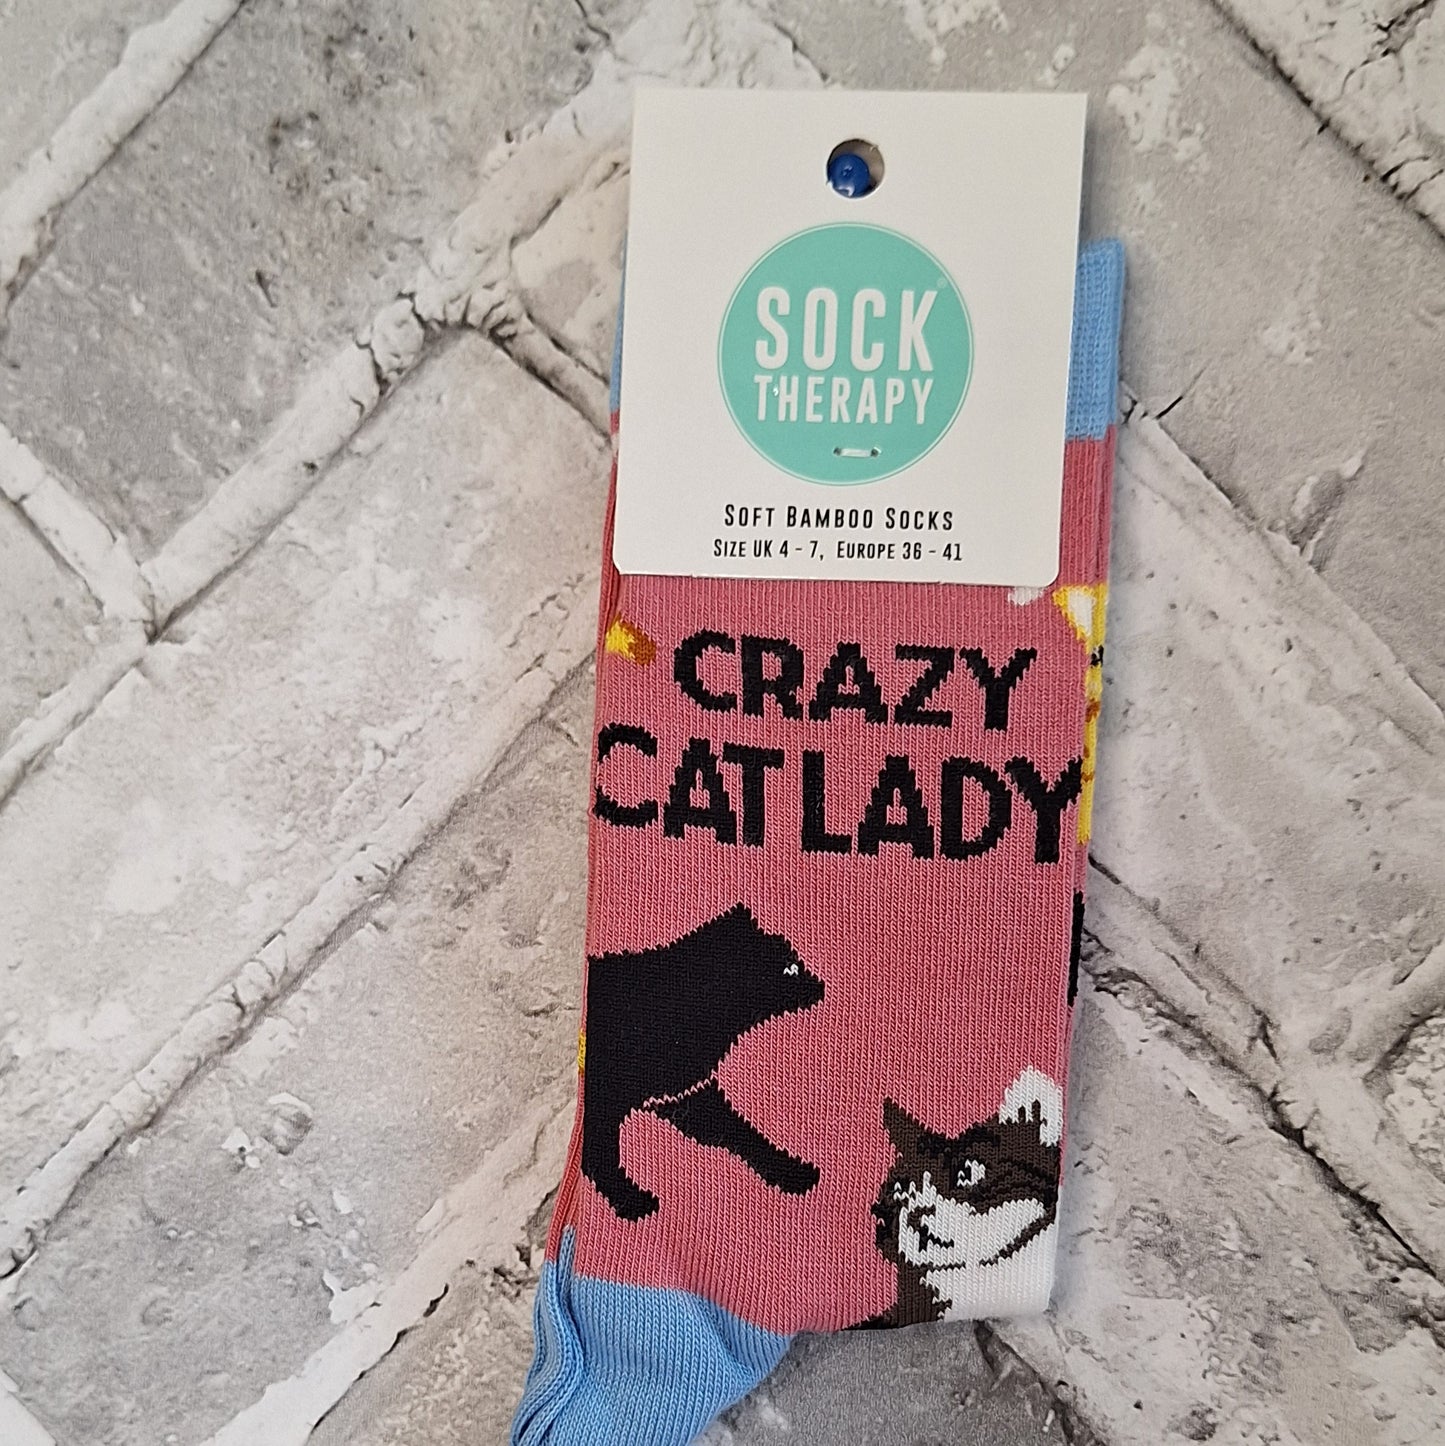 SOCK®
THERAPY
SOFT BAMBOO SOCKS
SIZE UK 4 - 7, EUROPE 36 - 41
CRAZY
CAT LADY